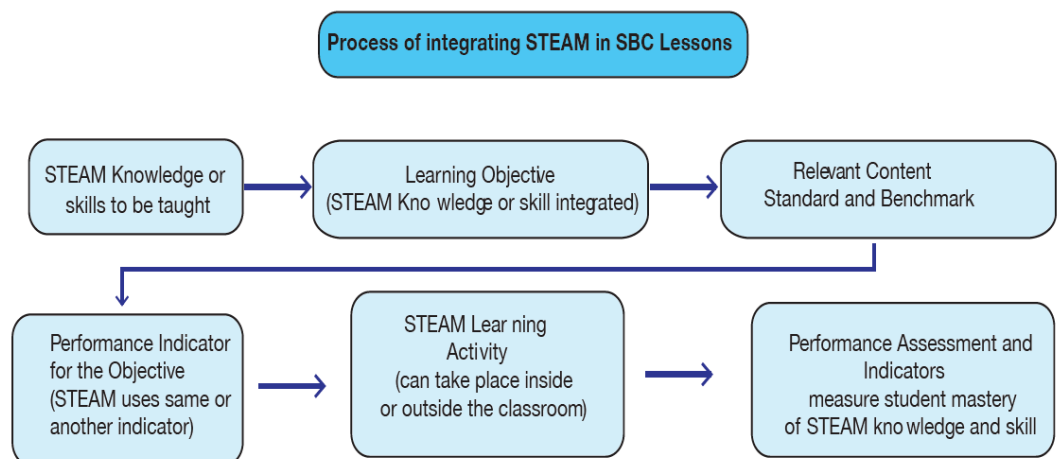 Process of integrating STEAM in SBC Lessons
STEAM Knowledge or
skills to be taught
Learning Objective
(STEAM Kno wledge or skill integrated)
Relevant Content
Standard and Benchmark
Performance Indicator
for the Objective
(STEAM uses same or
another indicator)
STEAM Lear ning
Activity
(can take place inside
or outside the classroom)
Performance Assessment and
Indicators
measure student mastery
of STEAM kno wledge and skill